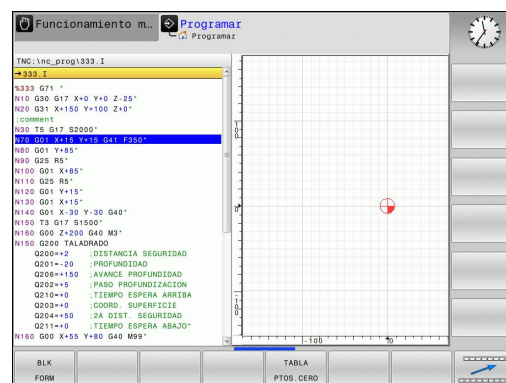 Funcionamiento m…
Programar
Programar
TNC:\nc_prog\333.I
→333.I
%333 G71 *
N10 G30 G17 X+0 Y+0 Z-25*
N20 G31 X+150 Y+100 Z+0*
;comment
N30 T5 G17 S2000*
N70 G01 X+15 Y+15 G41 F350*
N80 G01 Y+85*
N90 G25 R5*
N100 G01 X+85*
N110 G25 R5*
N120 G01 Y+15*
N130 G01 X+15*
N140 G01 X-30 Y-30 G40*
N150 T3 G17 S1500*
N160 G00 Z+200 G40 M3*
N150 G200 TALADRADO
Q200=+2 ;DISTANCIA SEGURIDAD
Q201=-20 ;PROFUNDIDAD
Q206=+150 ;AVANCE PROFUNDIDAD
Q202=+5 ;PASO PROFUNDIZACION
Q210=+0 ;TIEMPO ESPERA ARRIBA
Q203=+0 ;COORD. SUPERFICIE
Q204=+50 ;2A DIST. SEGURIDAD
Q211=+0 ;TIEMPO ESPERA ABAJO*
N160 G00 X+55 Y+80 G40 M99*
100
0
-100
-100
0
BLK
FORM
TABLA
PTOS.CERO